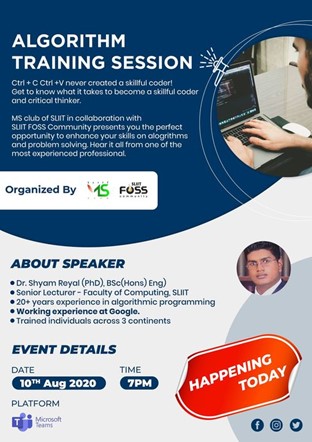 ALGORITHM
TRAINING SESSION
Ctrl + C Ctrl +V never created a skillful coder!
Get to know what it takes to become a skillful coder
and critical thinker.
MS club of SLIIT in collaboration with
SLIIT FOSS Community presents you the perfect
opportunity to enhance your skills on alogrithms
and problem solving. Hear it all from one of the
most experienced professional.
Organized By
MS
SLIIT
FOSS
community
ABOUT SPEAKER
Dr. Shyam Reyal (PhD), BSc(Hons) Eng)
Senior Lecturer - Faculty of Computing, SLIIT
20+ years experience in algorithmic programming
Working experience at Google.
Trained individuals across 3 continents
EVENT DETAILS
DATE
TIME
10TH Aug 2020
7PM
PLATFORM
Microsoft
Teams
HAPPENING
TODAY